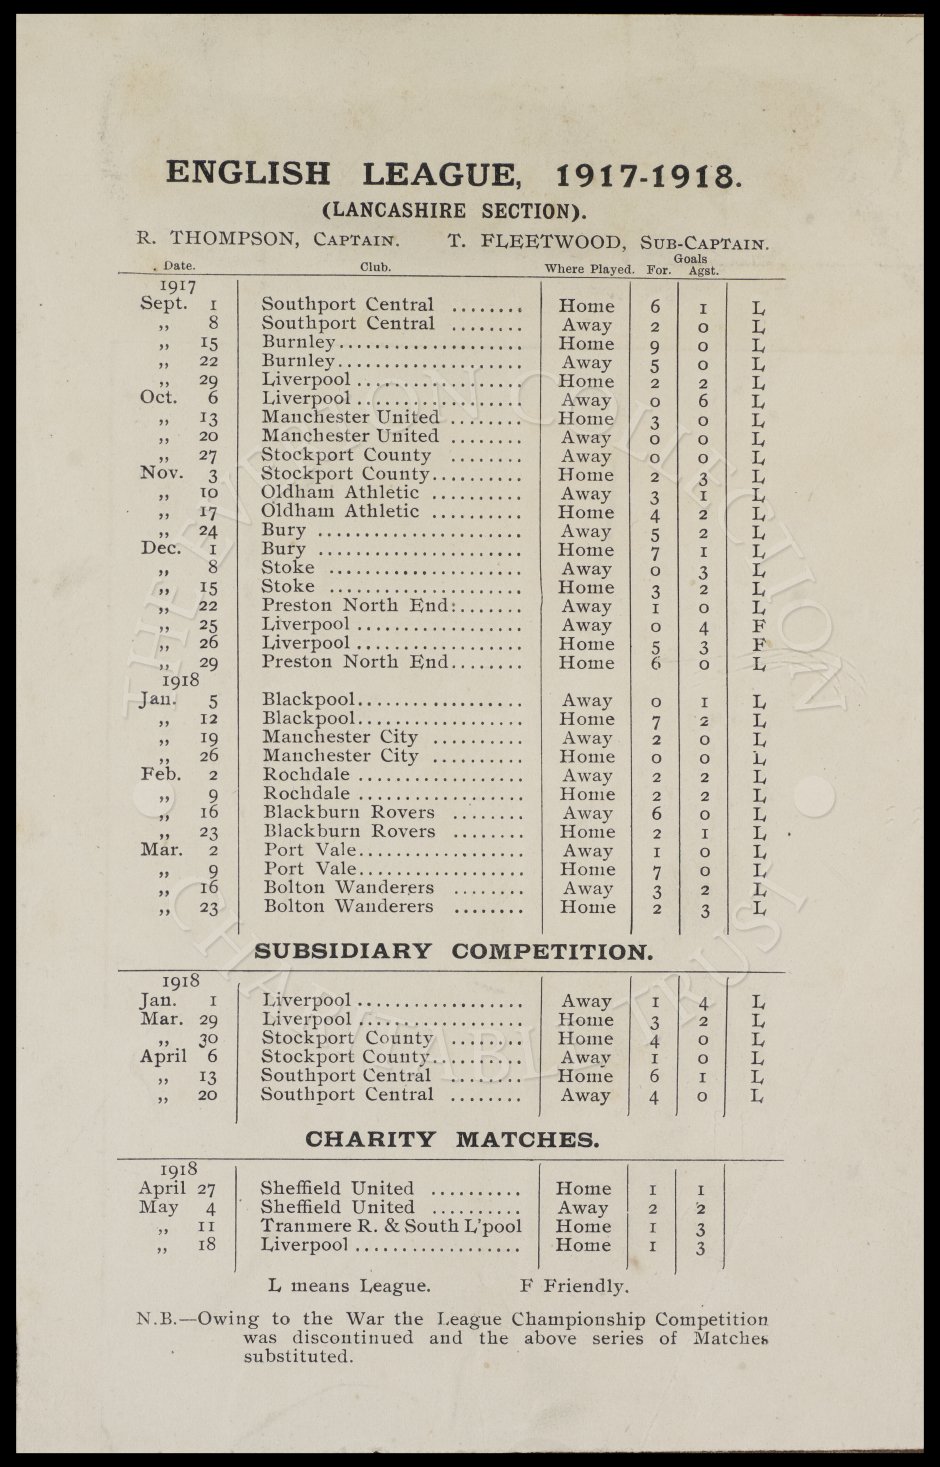 ENGLISH LEAGUE, 1917-1918.
(LANCASHIRE SECTION).
R. THOMPSON, CAPTAIN. T. FLEETWOOD, SUB-CAPTAIN.
Goals
Date. Club. Where Played. For. Agst.
1917
Sept. 1 Southport Central ........ Home 6 1 L
„ 8 Southport Central ........ Away 2 0 L
„ 15 Burnley.................... Home 9 0 L
„ 22 Burnley.................... Away 5 0 L
„ 29 Liverpool .................. Home 2 2 L
Oct. 6 Liverpool .................. Away 0 6 L
„ 13 Manchester United ........ Home 3 0 L
„ 20 Manchester United ........ Away 0 0 L
„ 27 Stockport County ........ Away 0 0 L
Nov. 3 Stockport County.......... Home 2 3 L
„ 10 Oldham Athletic .......... Away 3 1 L
„ 17 Oldham Athletic .......... Home 4 2 L
„ 24 Bury ...................... Away 5 2 L
Dec. 1 Bury ...................... Home 7 1 L
„ 8 Stoke ..................... Away 0 3 L
„ 15 Stoke ..................... Home 3 2 L
„ 22 Preston North End:....... Away 1 0 L
„ 25 Liverpool .................. Away 0 4 F
„ 26 Liverpool .................. Home 5 3 F
„ 29 Preston North End........ Home 6 0 L
1918
Jan. 5 Blackpool.................. Away 0 1 L
„ 12 Blackpool.................. Home 7 2 L
„ 19 Manchester City .......... Away 2 0 L
„ 26 Manchester City .......... Home 0 0 L
Feb. 2 Rochdale .................. Away 2 2 L
„ 9 Rochdale .................. Home 2 2 L
„ 16 Blackburn Rovers ........ Away 6 0 L
„ 23 Blackburn Rovers ........ Home 2 1 L
Mar. 2 Port Vale.................. Away 1 0 L
„ 9 Port Vale.................. Home 7 0 L
„ 16 Bolton Wanderers ........ Away 3 2 L
„ 23 Bolton Wanderers ........ Home 2 3 L
SUBSIDIARY COMPETITION.
1918
Jan. 1 Liverpool .................. Away 1 4 L
Mar. 29 Liverpool .................. Home 3 2 L
„ 30 Stockport County ........ Home 4 0 L
April 6 Stockport County.......... Away 1 0 L
„ 13 Southport Central ........ Home 6 1 L
„ 20 Southport Central ........ Away 4 0 L
CHARITY MATCHES.
1918
April 27 Sheffield United .......... Home 1 1
May 4 Sheffield United .......... Away 2 2
„ 11 Tranmere R. & South L'pool Home 1 3
„ 18 Liverpool .................. Home 1 3
L means League. F Friendly.
N.B.—Owing to the War the League Championship Competition
was discontinued and the above series of Matches
substituted.
THE EVERTON COLLECTION
CHARITABLE TRUST